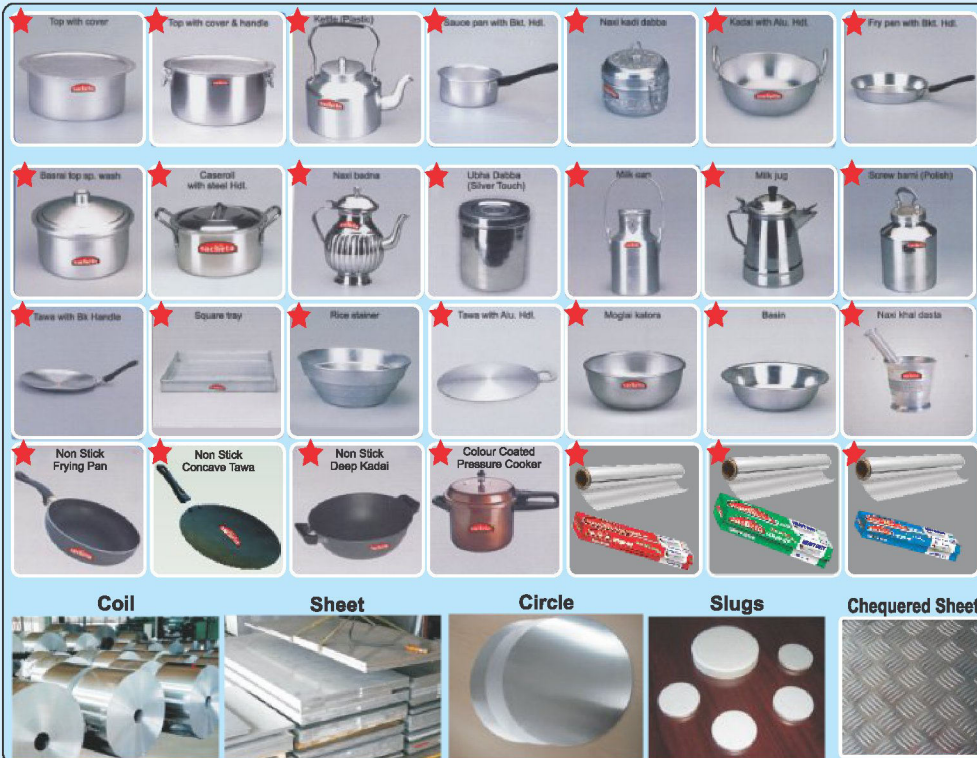 Top with cover
Top with cover & handle
Kettle (Plastic)
Sauce pan with Bkt. Hdl.
Naxi kadi dabba
Kadai with Alu. Hdl.
Fry pan with Bkt. Hdl.
Basrai top sp. wash
Caseroll
with steel Hdl.
Naxi badna
Ubha Dabba
(Silver Touch)
Milk can
Milk jug
Screw barni (Polish)
Tawa with Bk Handle
Square tray
Rice stainer
Tawa with Alu. Hdl.
Moglai katora
Basin
Naxi khal dasta
Non Stick
Frying Pan
Non Stick
Concave Tawa
Non Stick
Deep Kadai
Colour Coated
Pressure Cooker
Coil
Sheet
Circle
Slugs
Chequered Sheet